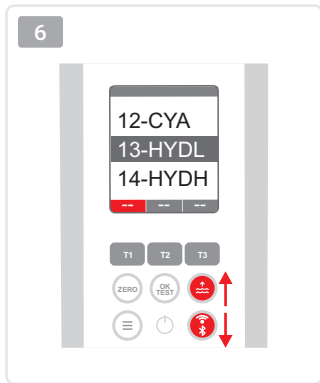 6
12-CYA
13-HYDL
14-HYDH
-- -- --
T1 T2 T3
ZERO OK TEST